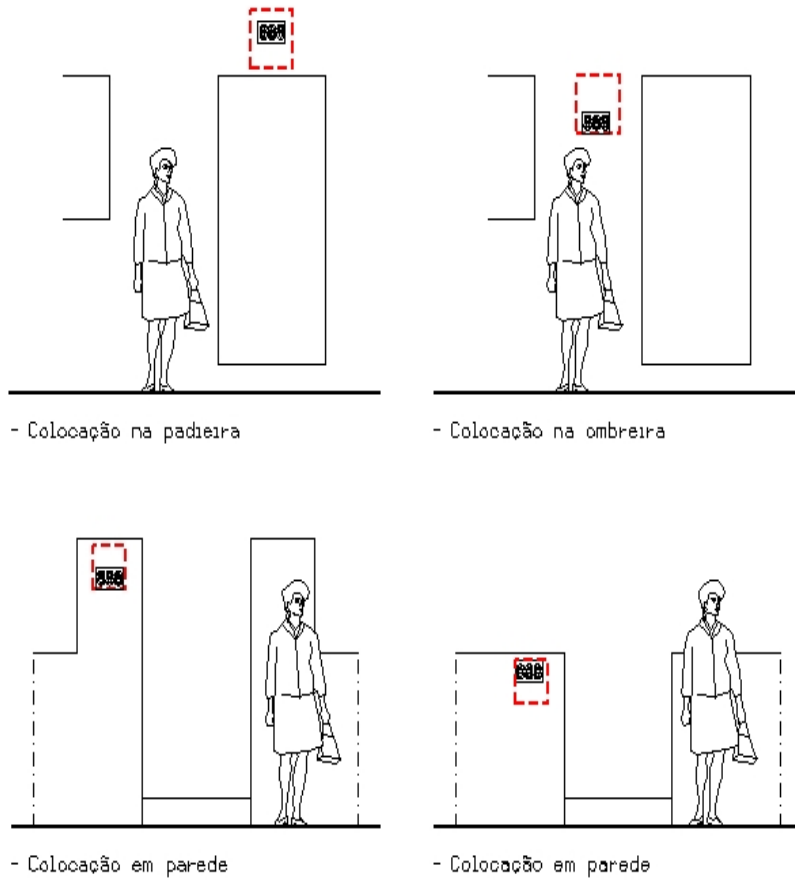 - Colocação na padieira
- Colocação na ombreira
- Colocação em parede
- Colocação em parede